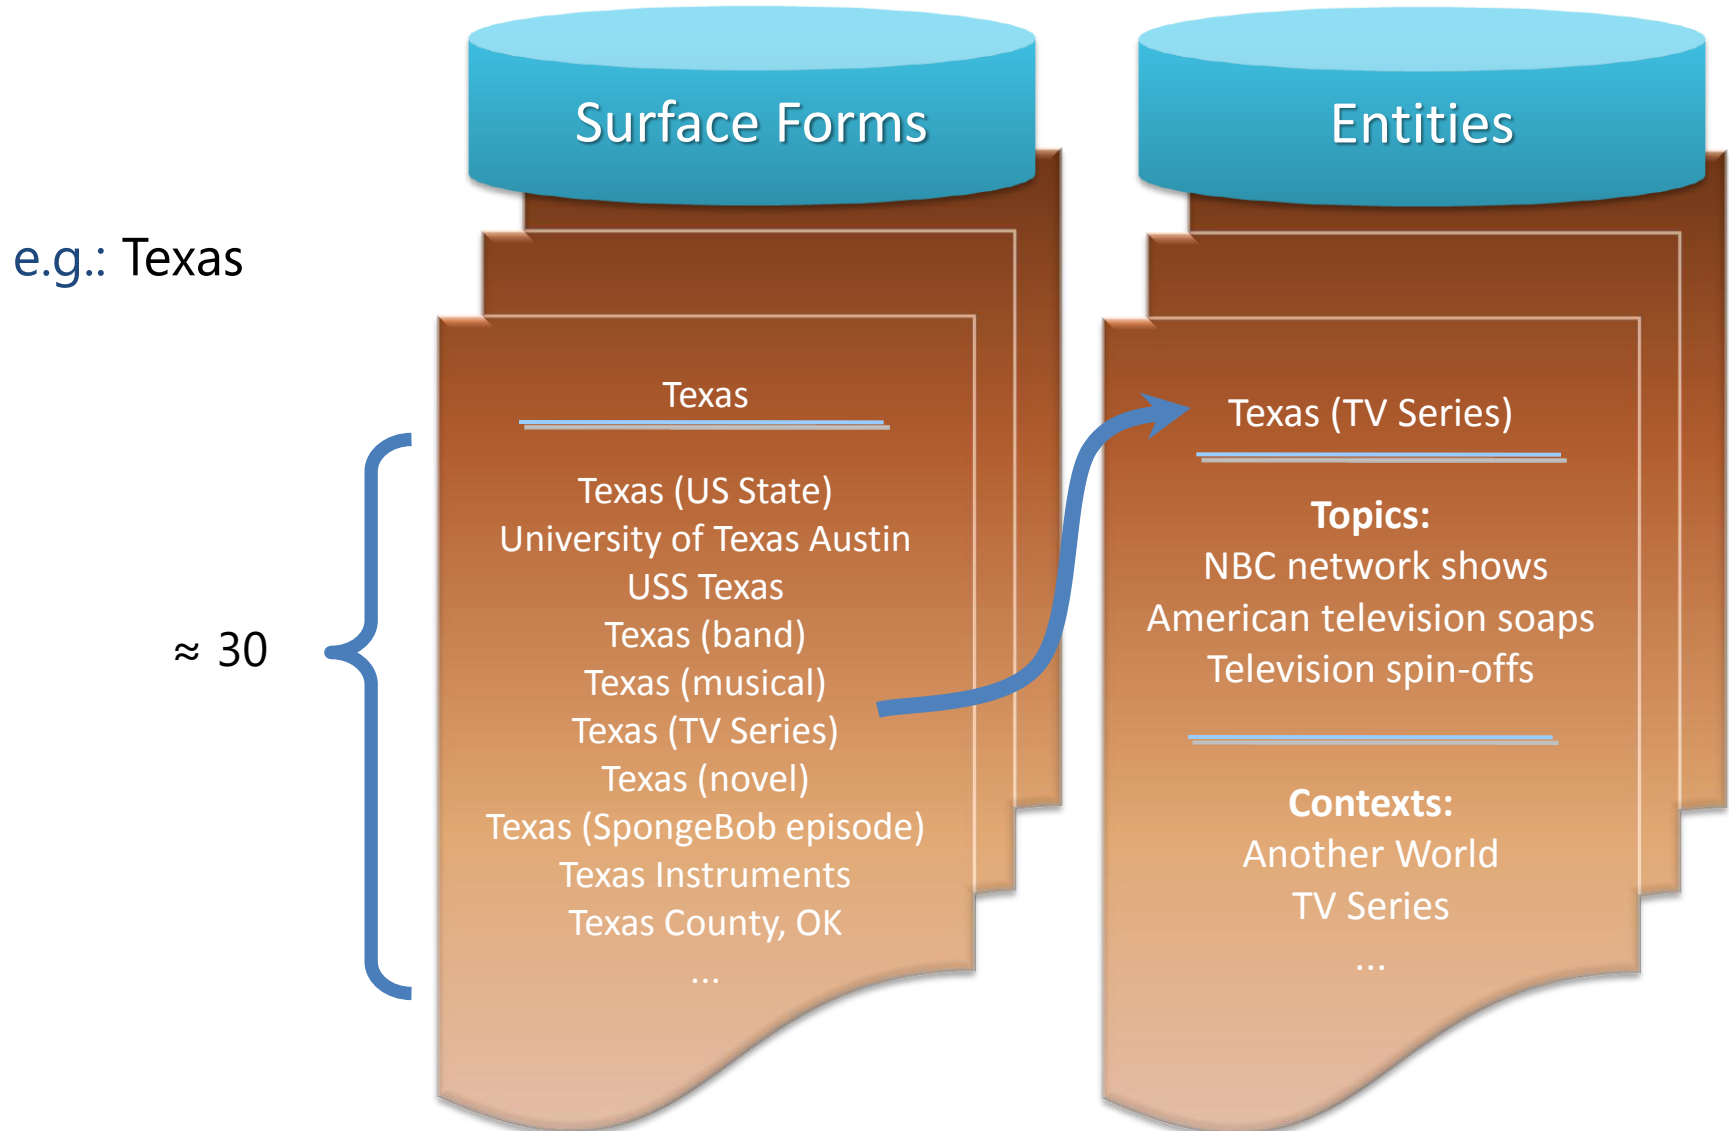 Surface Forms
Entities
e.g.: Texas
Texas
Texas (US State)
University of Texas Austin
USS Texas
Texas (band)
Texas (musical)
Texas (TV Series)
Texas (novel)
Texas (SpongeBob episode)
Texas Instruments
Texas County, OK
...
≈ 30
Texas (TV Series)
Topics:
NBC network shows
American television soaps
Television spin-offs
Contexts:
Another World
TV Series
...